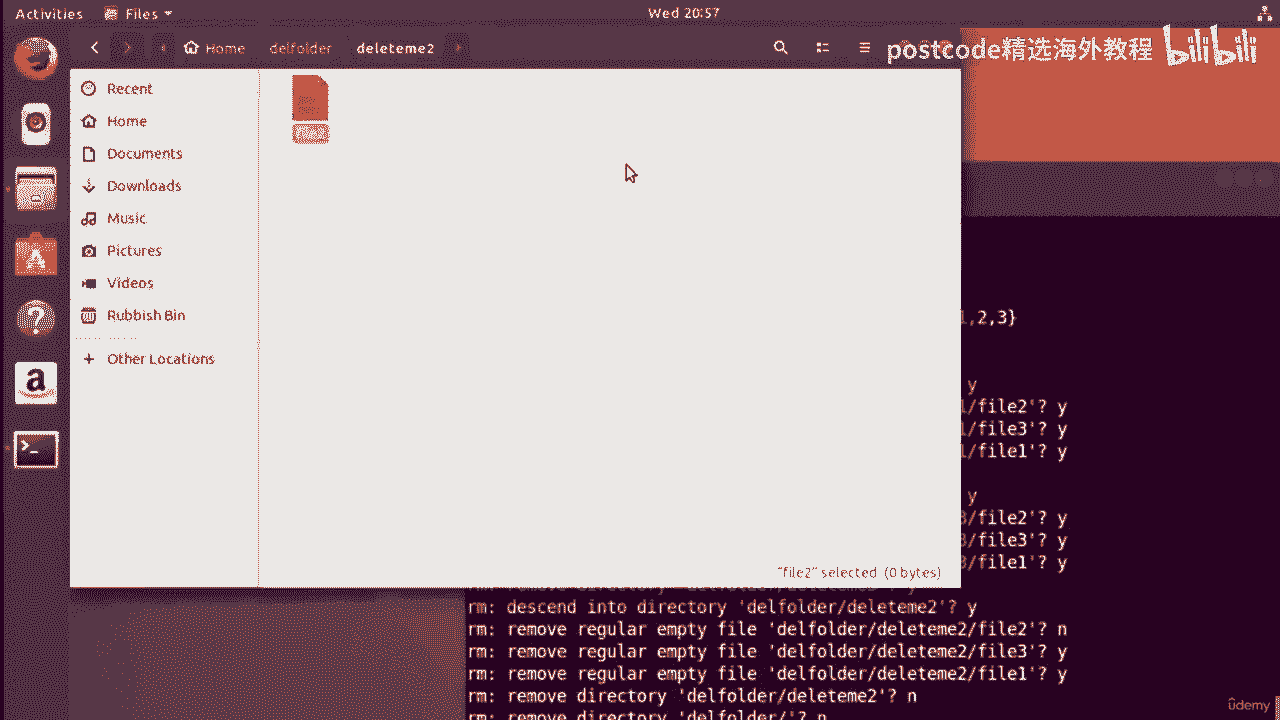 Activities Files Wed 20:57
Home delfolder deleteme2
postcode精选海外教程 bilibili
Recent
Home
Documents
Downloads
Music
Pictures
Videos
Rubbish Bin
Other Locations
file2
"file2" selected (0 bytes)
1,2,3}
y
1/file2'? y
1/file3'? y
1/file1'? y
y
3/file2'? y
3/file3'? y
3/file1'? y
rm: descend into directory 'delfolder/deleteme2'? y
rm: remove regular empty file 'delfolder/deleteme2/file2'? n
rm: remove regular empty file 'delfolder/deleteme2/file3'? y
rm: remove regular empty file 'delfolder/deleteme2/file1'? y
rm: remove directory 'delfolder/deleteme2'? n
rm: remove directory 'delfolder/'? n
ûdemy